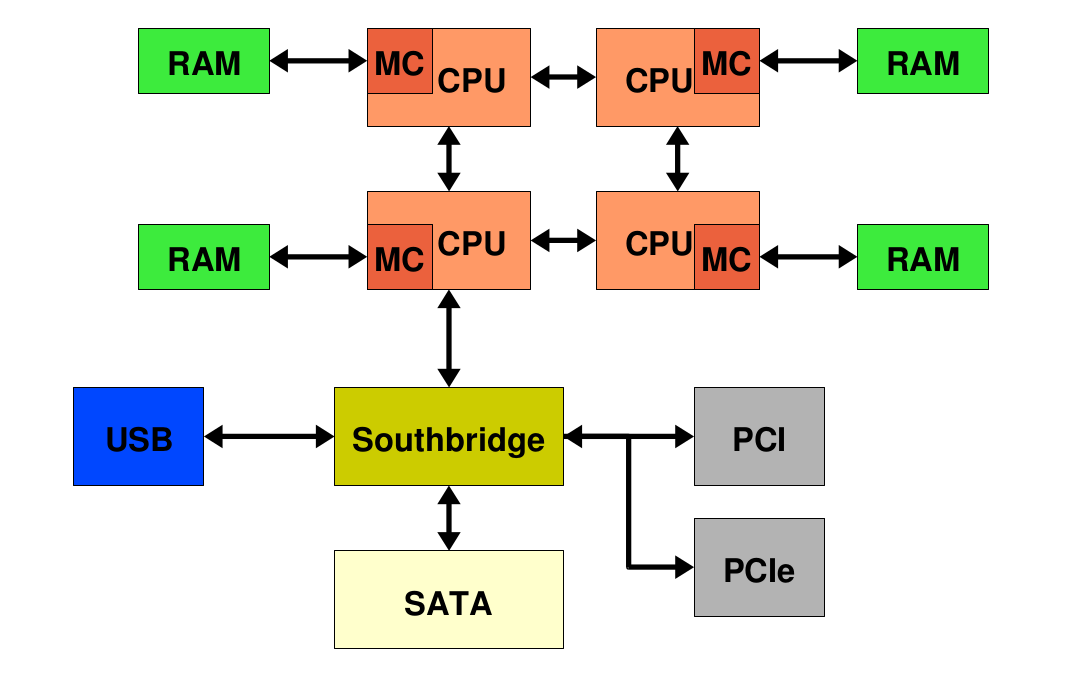 RAM
MC
CPU
CPU
MC
RAM
RAM
MC
CPU
CPU
MC
RAM
USB
Southbridge
PCI
PCIe
SATA